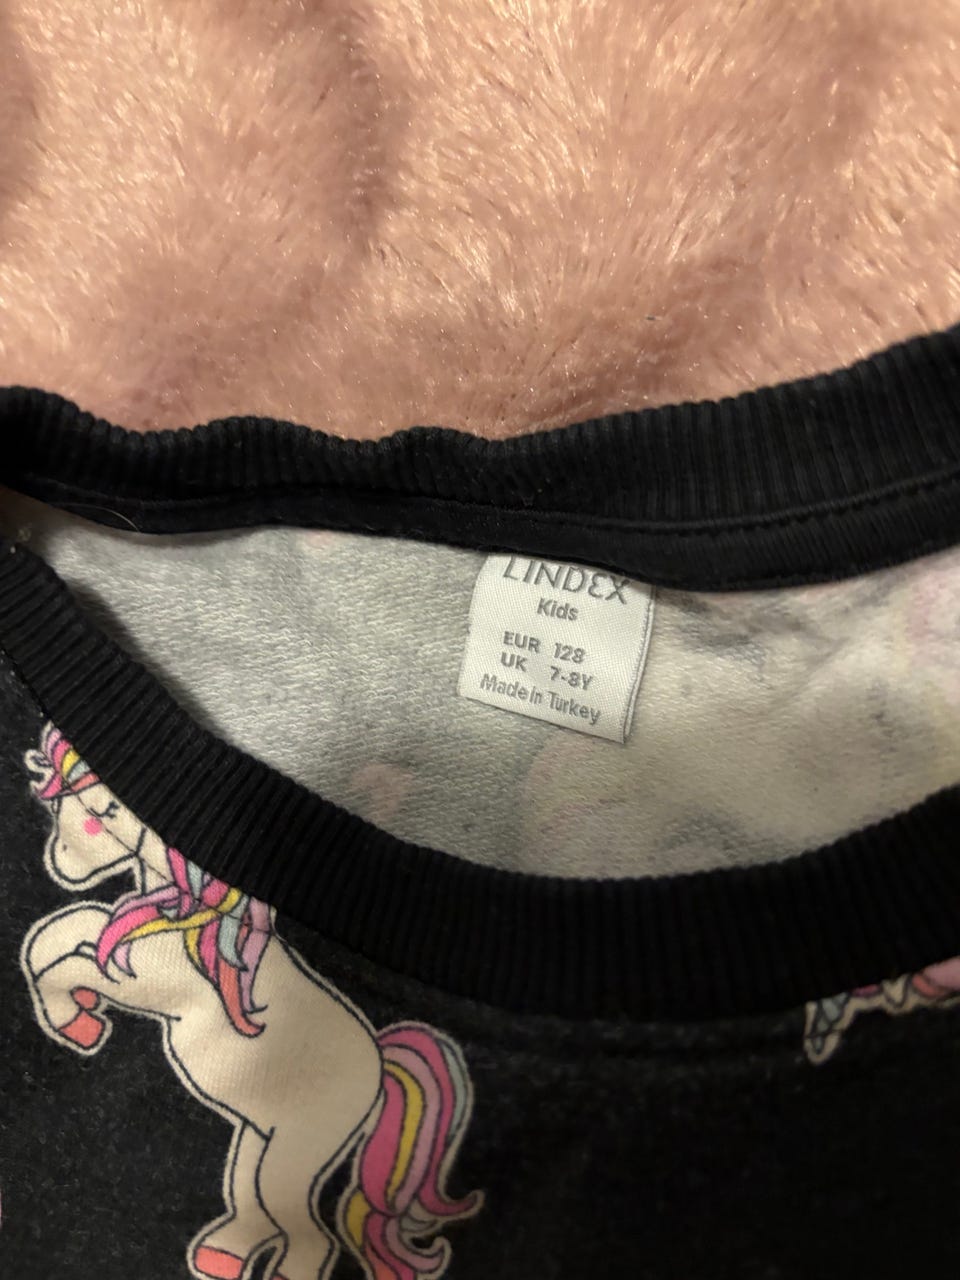 LINDEX
Kids
EUR 128
UK 7-8Y
Made in Turkey